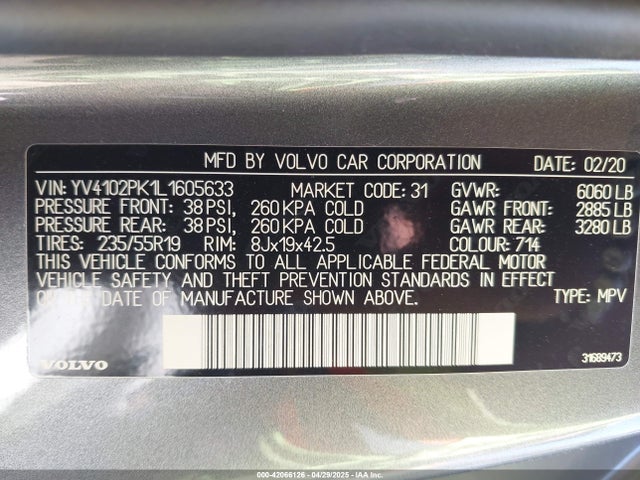 MFD BY VOLVO CAR CORPORATION DATE: 02/20
VIN: YV4102PK1L1605633 MARKET CODE: 31 GVWR: 6060 LB
PRESSURE FRONT: 38 PSI, 260 KPA COLD GAWR FRONT: 2885 LB
PRESSURE REAR: 38 PSI, 260 KPA COLD GAWR REAR: 3280 LB
TIRES: 235/55R19 RIM: 8Jx19x42.5 COLOUR: 714
THIS VEHICLE CONFORMS TO ALL APPLICABLE FEDERAL MOTOR
VEHICLE SAFETY AND THEFT PREVENTION STANDARDS IN EFFECT
ON THE DATE OF MANUFACTURE SHOWN ABOVE. TYPE: MPV
VOLVO 31689473
000-42066126 - 04/29/2025 - IAA Inc.